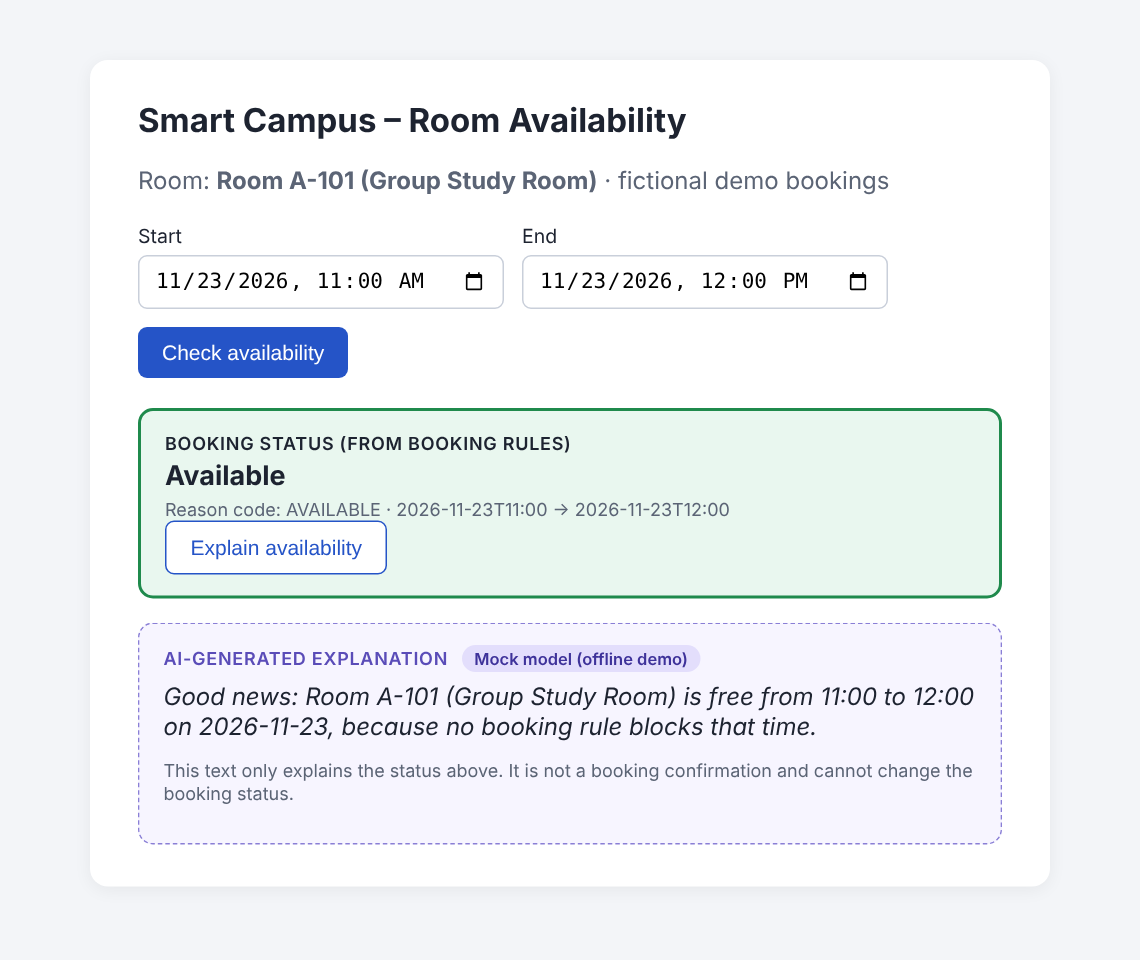 Smart Campus – Room Availability
Room: Room A-101 (Group Study Room) · fictional demo bookings
Start
End
11/23/2026, 11:00 AM
11/23/2026, 12:00 PM
Check availability
BOOKING STATUS (FROM BOOKING RULES)
Available
Reason code: AVAILABLE · 2026-11-23T11:00 → 2026-11-23T12:00
Explain availability
AI-GENERATED EXPLANATION Mock model (offline demo)
Good news: Room A-101 (Group Study Room) is free from 11:00 to 12:00
on 2026-11-23, because no booking rule blocks that time.
This text only explains the status above. It is not a booking confirmation and cannot change the
booking status.